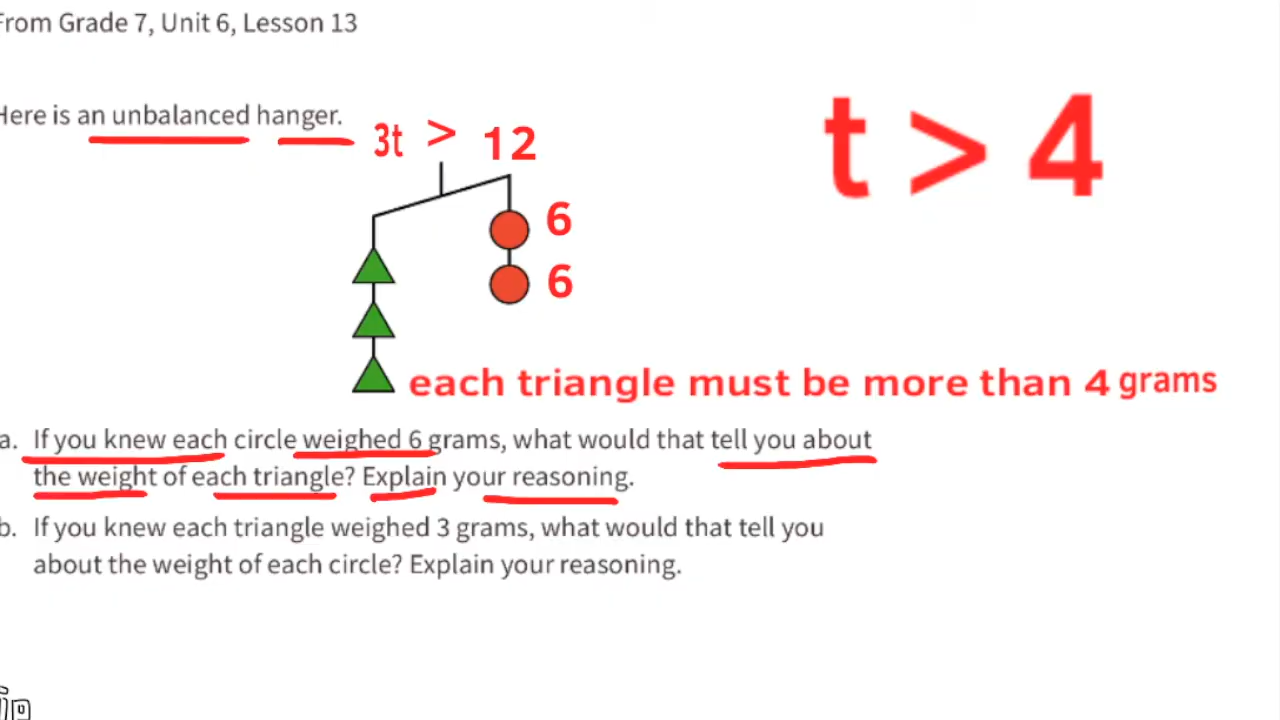 From Grade 7, Unit 6, Lesson 13
Here is an unbalanced hanger.
3t > 12
t > 4
6
6
each triangle must be more than 4 grams
a. If you knew each circle weighed 6 grams, what would that tell you about
the weight of each triangle? Explain your reasoning.
b. If you knew each triangle weighed 3 grams, what would that tell you
about the weight of each circle? Explain your reasoning.